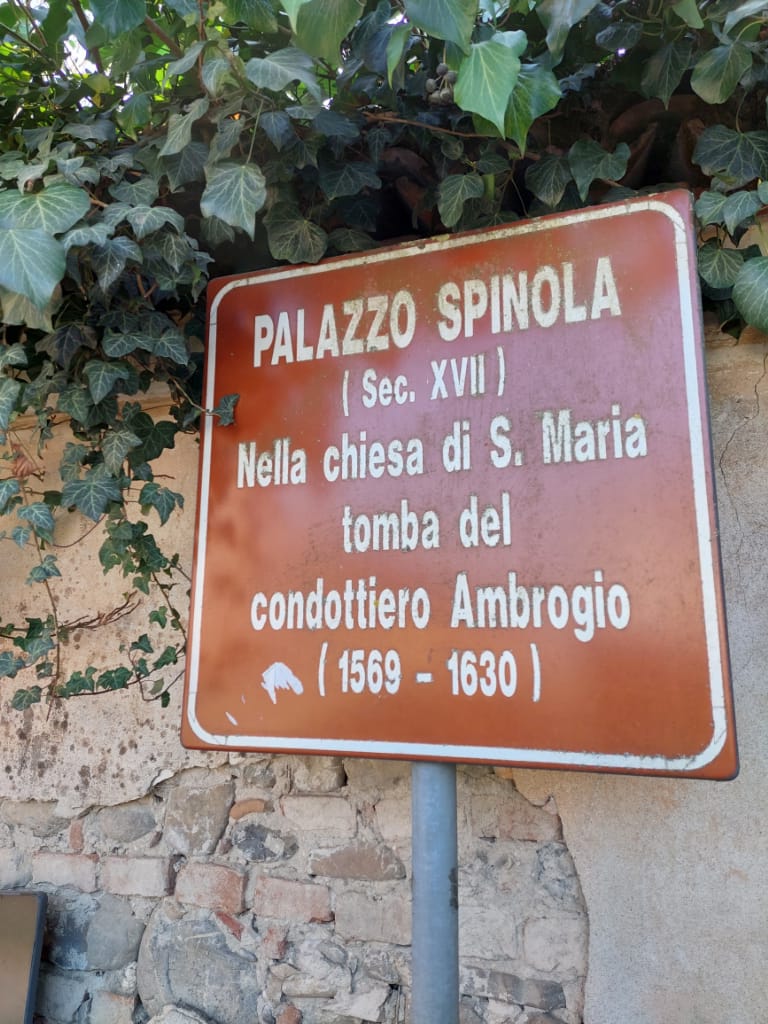 PALAZZO SPINOLA
( Sec. XVII )
Nella chiesa di S. Maria
tomba del
condottiero Ambrogio
( 1569 - 1630 )